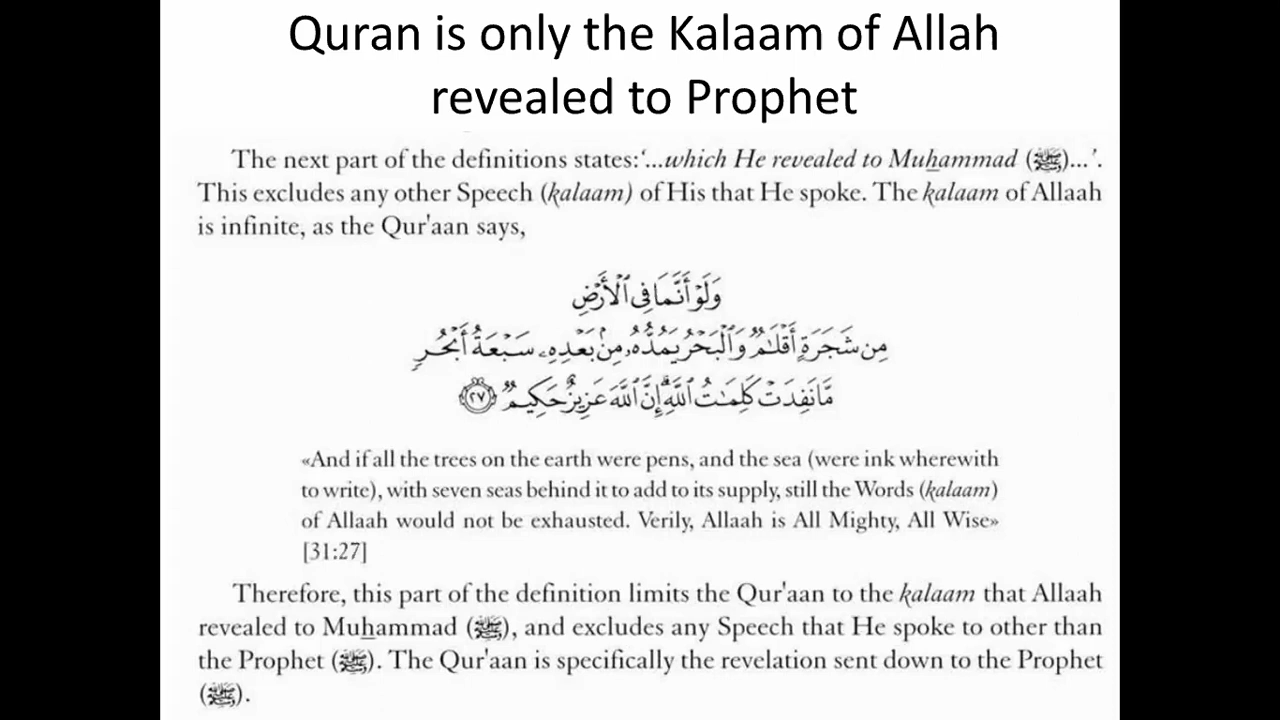 Quran is only the Kalaam of Allah
revealed to Prophet
The next part of the definitions states:‘...which He revealed to Muhammad (ﷺ)...’.
This excludes any other Speech (kalaam) of His that He spoke. The kalaam of Allaah
is infinite, as the Qur'aan says,
وَلَوْ أَنَّمَا فِى ٱلْأَرْضِ
مِن شَجَرَةٍ أَقْلَٰمٌ وَٱلْبَحْرُ يَمُدُّهُۥ مِنۢ بَعْدِهِۦ سَبْعَةُ أَبْحُرٍ
مَّا نَفِدَتْ كَلِمَٰتُ ٱللَّهِ ۗ إِنَّ ٱللَّهَ عَزِيزٌ حَكِيمٌ ٢٧
«And if all the trees on the earth were pens, and the sea (were ink wherewith
to write), with seven seas behind it to add to its supply, still the Words (kalaam)
of Allaah would not be exhausted. Verily, Allaah is All Mighty, All Wise»
[31:27]
Therefore, this part of the definition limits the Qur'aan to the kalaam that Allaah
revealed to Muhammad (ﷺ), and excludes any Speech that He spoke to other than
the Prophet (ﷺ). The Qur'aan is specifically the revelation sent down to the Prophet
(ﷺ).